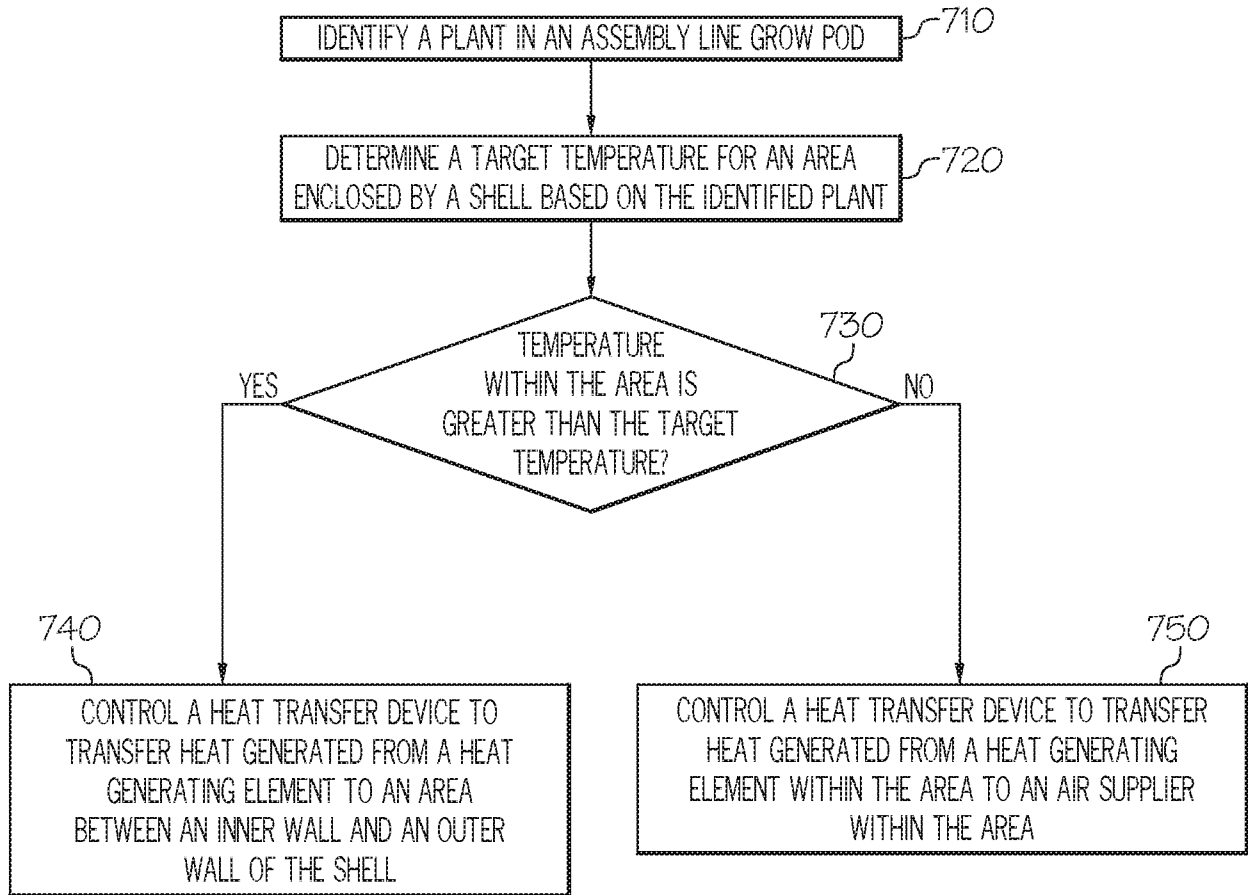 IDENTIFY A PLANT IN AN ASSEMBLY LINE GROW POD
710
DETERMINE A TARGET TEMPERATURE FOR AN AREA
ENCLOSED BY A SHELL BASED ON THE IDENTIFIED PLANT
720
730
TEMPERATURE
WITHIN THE AREA IS
GREATER THAN THE TARGET
TEMPERATURE?
YES
NO
740
CONTROL A HEAT TRANSFER DEVICE TO
TRANSFER HEAT GENERATED FROM A HEAT
GENERATING ELEMENT TO AN AREA
BETWEEN AN INNER WALL AND AN OUTER
WALL OF THE SHELL
750
CONTROL A HEAT TRANSFER DEVICE TO TRANSFER
HEAT GENERATED FROM A HEAT GENERATING
ELEMENT WITHIN THE AREA TO AN AIR SUPPLIER
WITHIN THE AREA